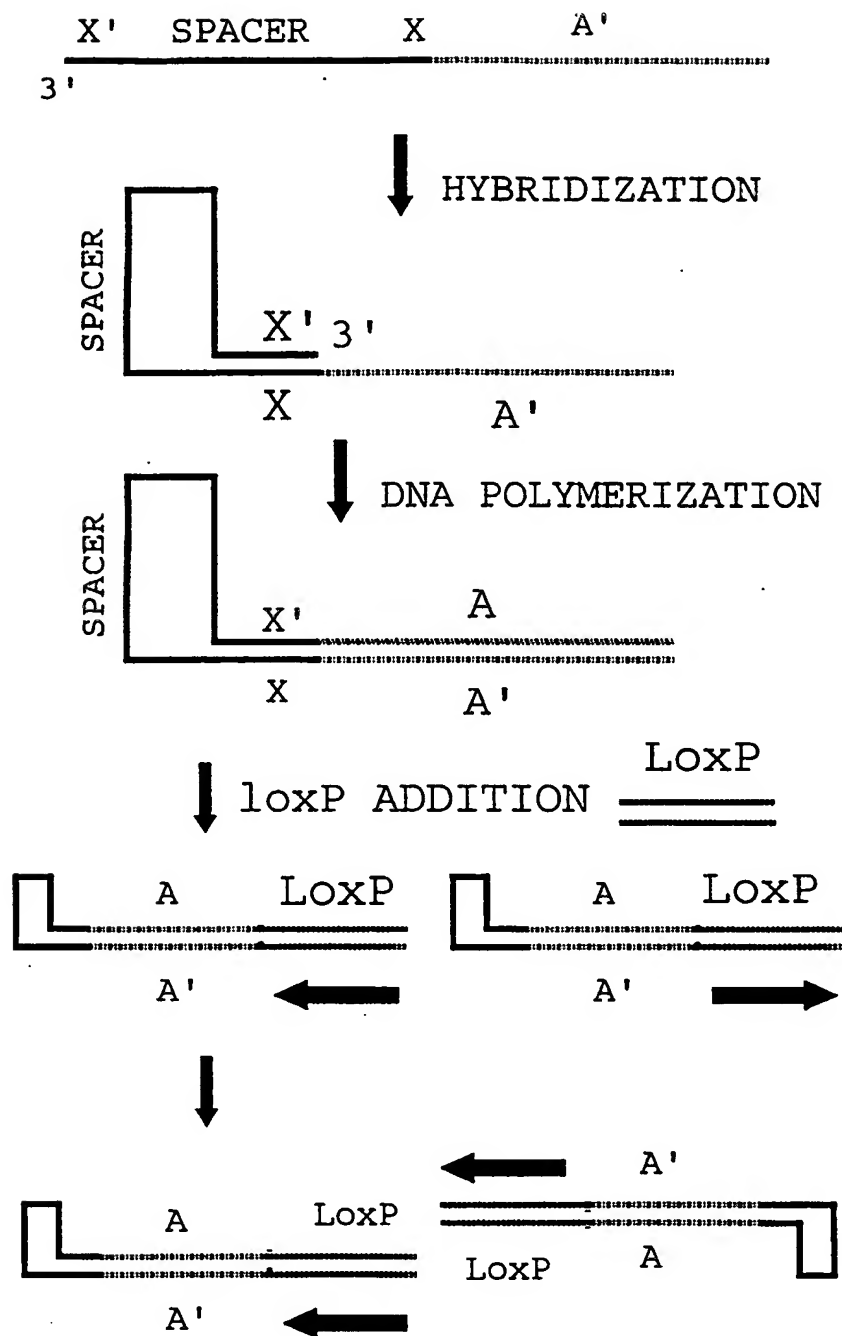 X' SPACER X A'
3'
HYBRIDIZATION
SPACER
X' 3'
X A'
DNA POLYMERIZATION
SPACER
A
X'
X A'
LoxP
loxP ADDITION
A LoxP A LoxP
A' A'
A'
A LoxP
LoxP A
A'